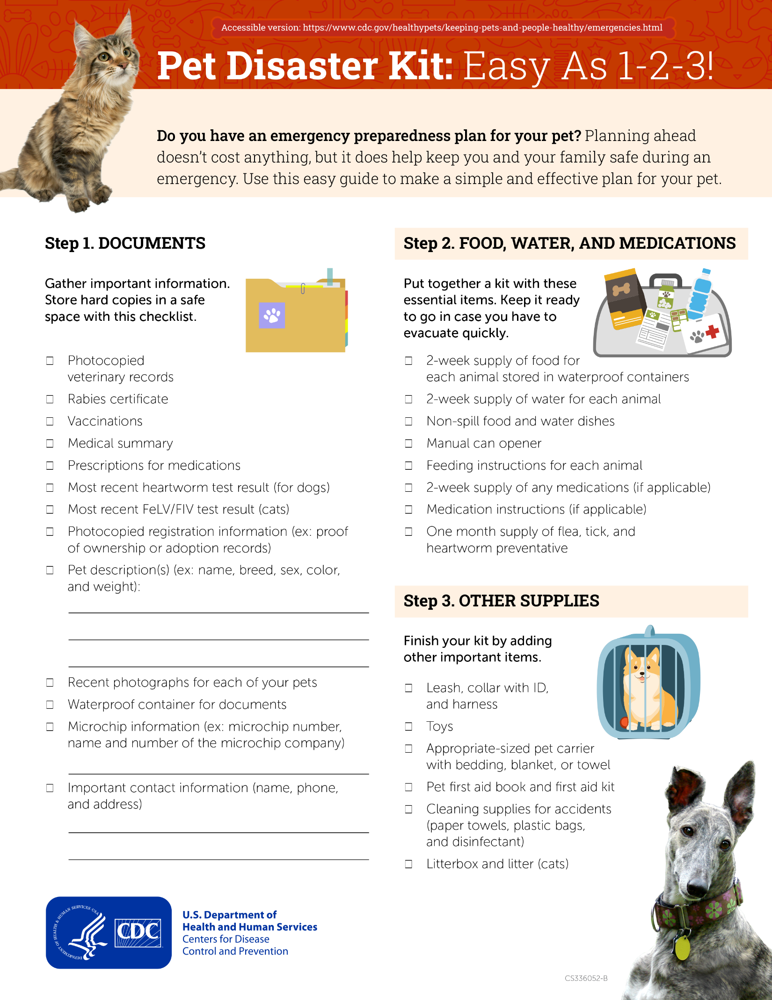 Accessible version: https://www.cdc.gov/healthypets/keeping-pets-and-people-healthy/emergencies.html
Pet Disaster Kit: Easy As 1-2-3!
Do you have an emergency preparedness plan for your pet? Planning ahead
doesn't cost anything, but it does help keep you and your family safe during an
emergency. Use this easy guide to make a simple and effective plan for your pet.
Step 1. DOCUMENTS
Gather important information.
Store hard copies in a safe
space with this checklist.
Photocopied
veterinary records
Rabies certificate
Vaccinations
Medical summary
Prescriptions for medications
Most recent heartworm test result (for dogs)
Most recent FeLV/FIV test result (cats)
Photocopied registration information (ex: proof
of ownership or adoption records)
Pet description(s) (ex: name, breed, sex, color,
and weight):
Recent photographs for each of your pets
Waterproof container for documents
Microchip information (ex: microchip number,
name and number of the microchip company)
Important contact information (name, phone,
and address)
Step 2. FOOD, WATER, AND MEDICATIONS
Put together a kit with these
essential items. Keep it ready
to go in case you have to
evacuate quickly.
2-week supply of food for
each animal stored in waterproof containers
2-week supply of water for each animal
Non-spill food and water dishes
Manual can opener
Feeding instructions for each animal
2-week supply of any medications (if applicable)
Medication instructions (if applicable)
One month supply of flea, tick, and
heartworm preventative
Step 3. OTHER SUPPLIES
Finish your kit by adding
other important items.
Leash, collar with ID,
and harness
Toys
Appropriate-sized pet carrier
with bedding, blanket, or towel
Pet first aid book and first aid kit
Cleaning supplies for accidents
(paper towels, plastic bags,
and disinfectant)
Litterbox and litter (cats)
DEPARTMENT OF HEALTH & HUMAN SERVICES·USA
CDC
U.S. Department of
Health and Human Services
Centers for Disease
Control and Prevention
CS336052-B